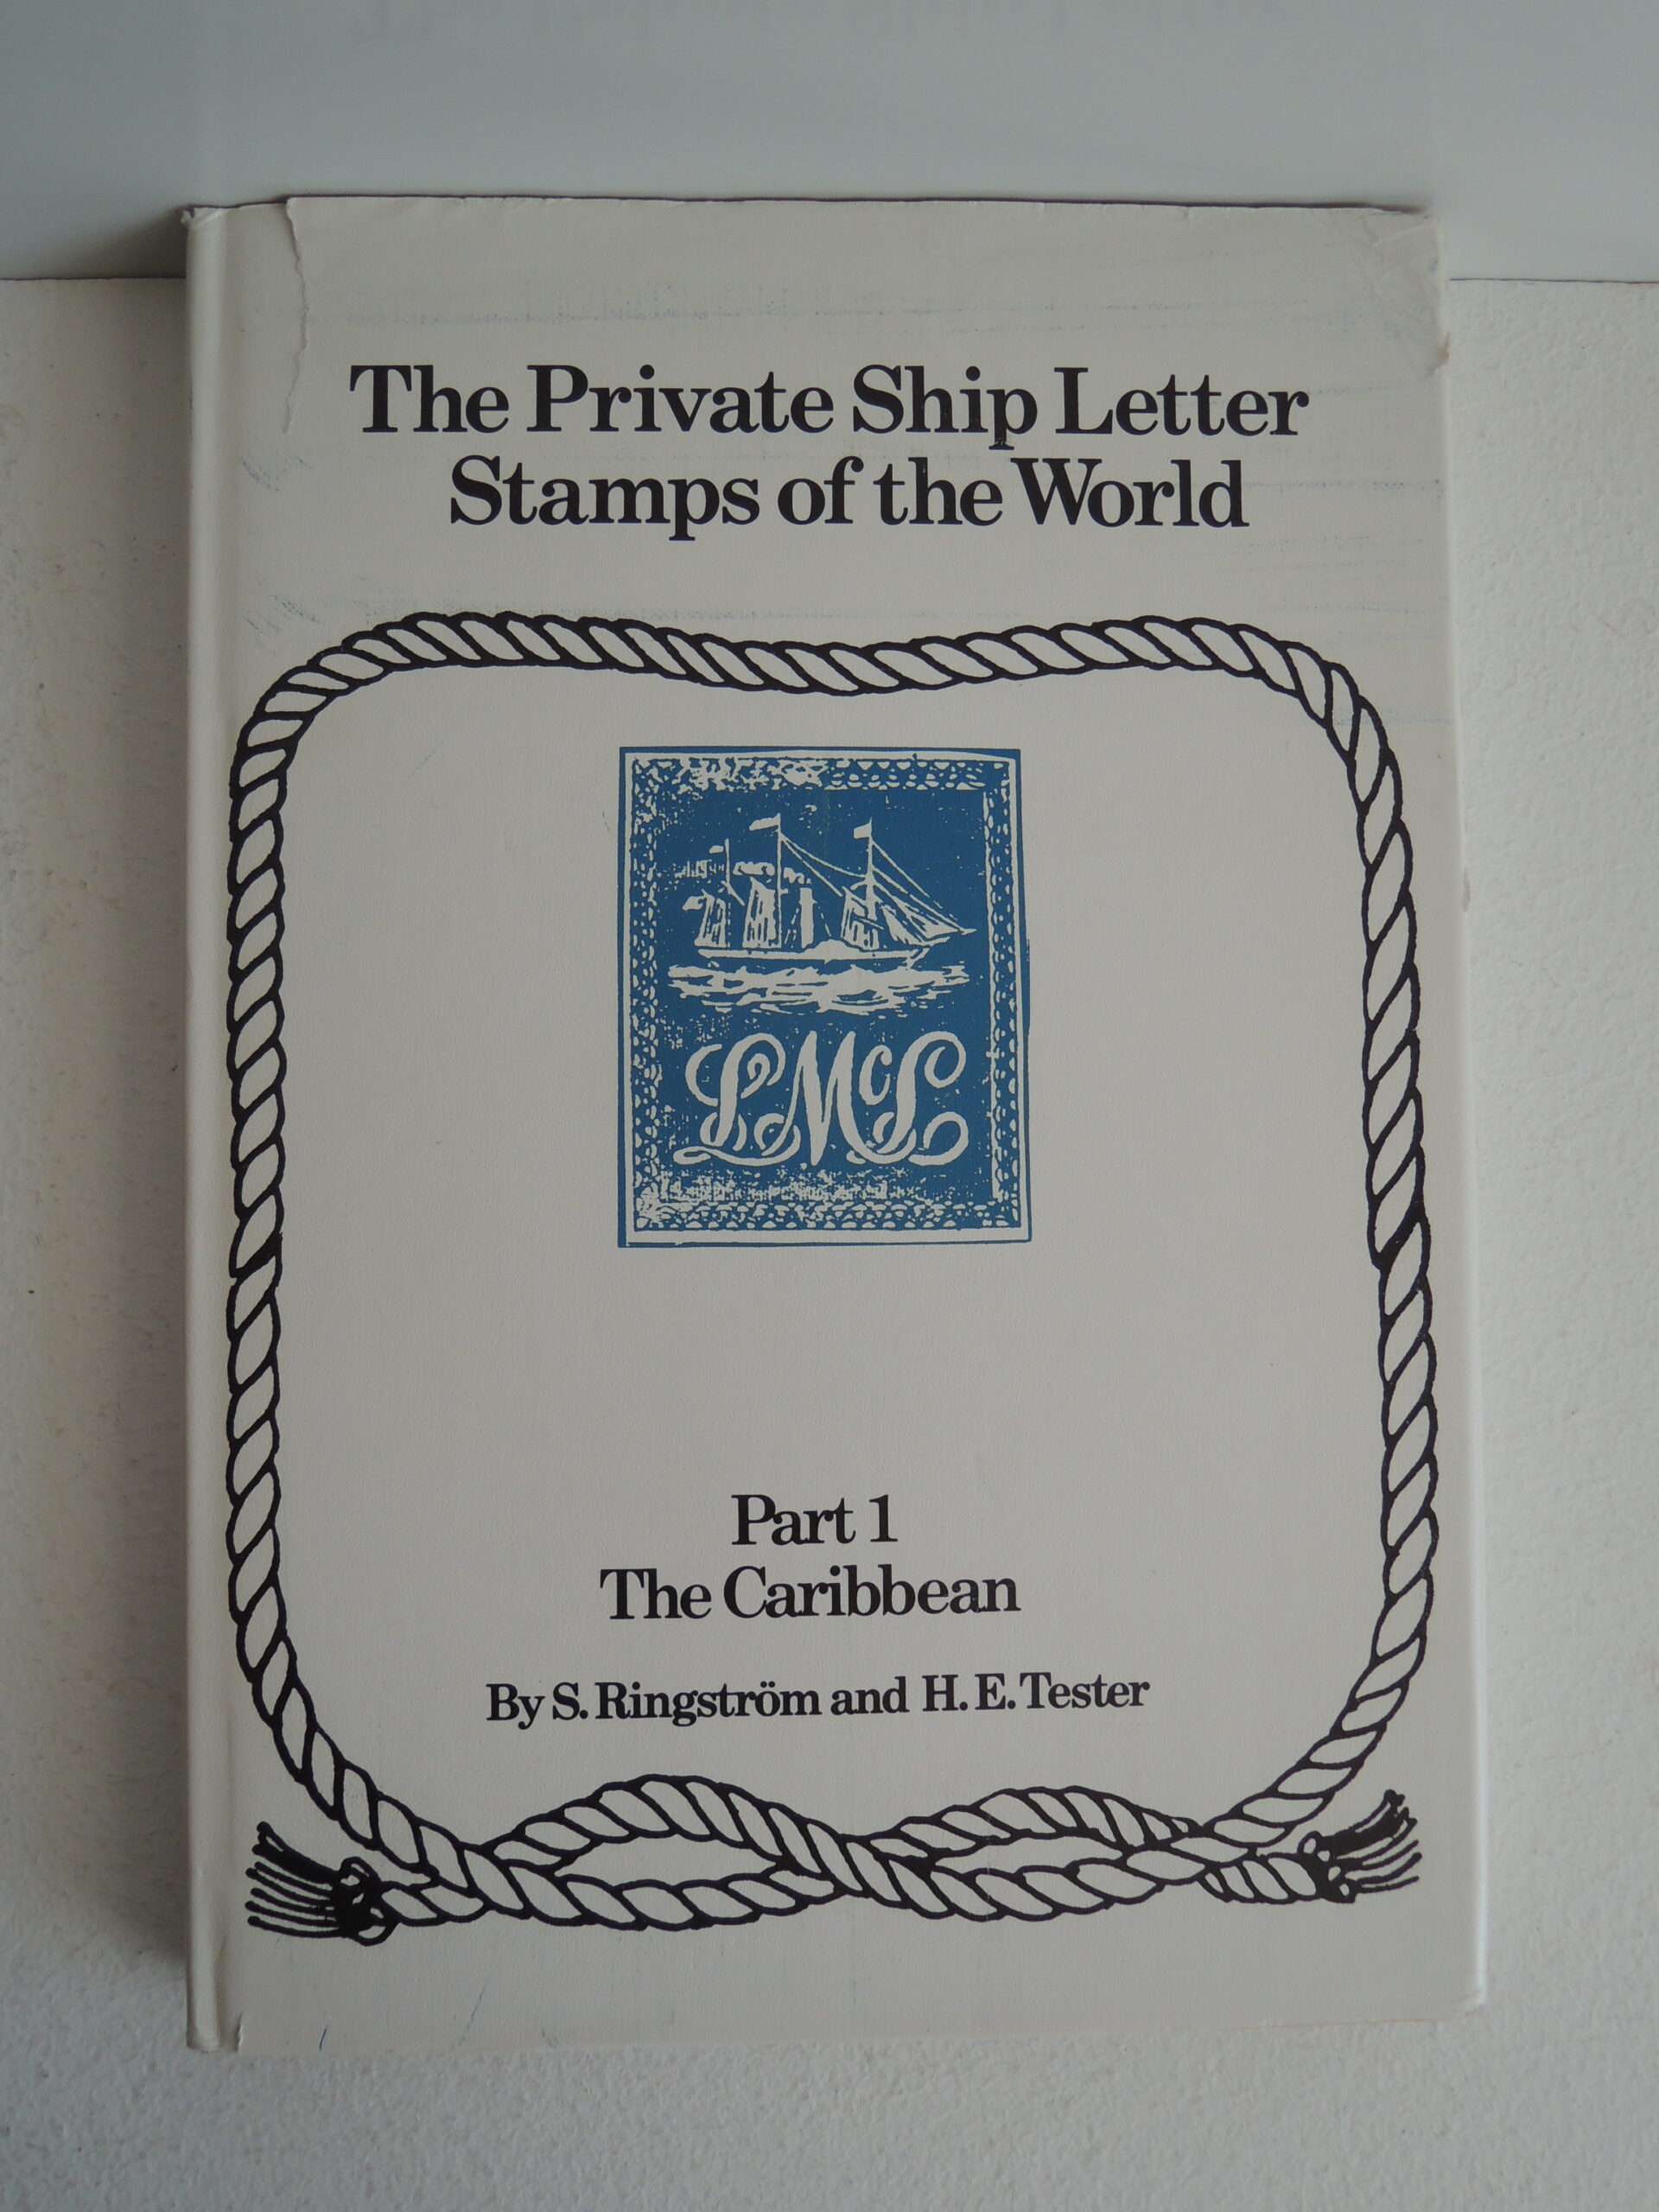 The Private Ship Letter
Stamps of the World
LMcL
Part 1
The Caribbean
By S. Ringström and H. E. Tester